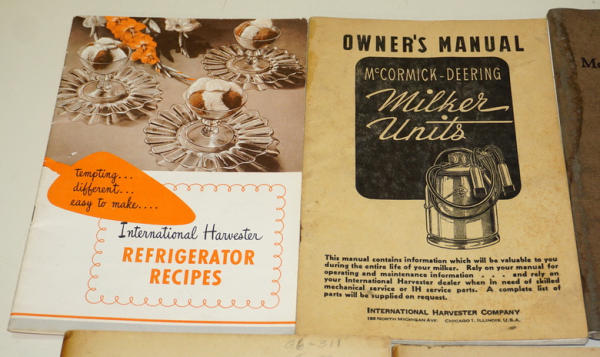 tempting...
different...
easy to make....
International Harvester
REFRIGERATOR
RECIPES
OWNER'S MANUAL
McCORMICK-DEERING
Milker
Units
This manual contains information which will be valuable to you
during the entire life of your milker. Rely on your manual for
operating and maintenance information . . . and rely on
your International Harvester dealer when in need of skilled
mechanical service or IH service parts. A complete list of
parts will be supplied on request.
INTERNATIONAL HARVESTER COMPANY
180 NORTH MICHIGAN AVE. CHICAGO 1, ILLINOIS, U.S.A.